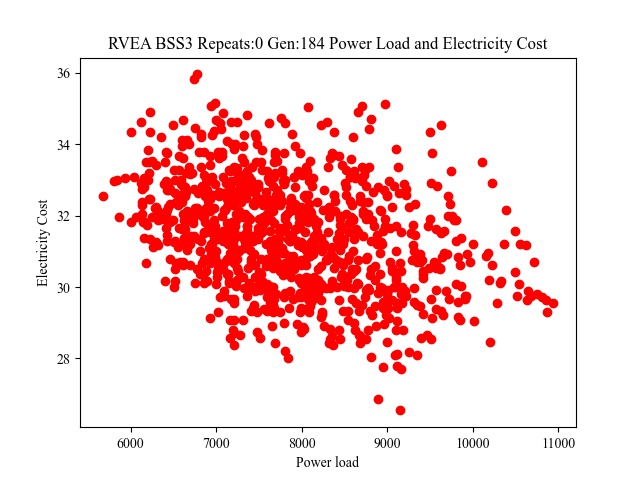 RVEA BSS3 Repeats:0 Gen:184 Power Load and Electricity Cost
36
34
32
30
28
Electricity Cost
6000 7000 8000 9000 10000 11000
Power load